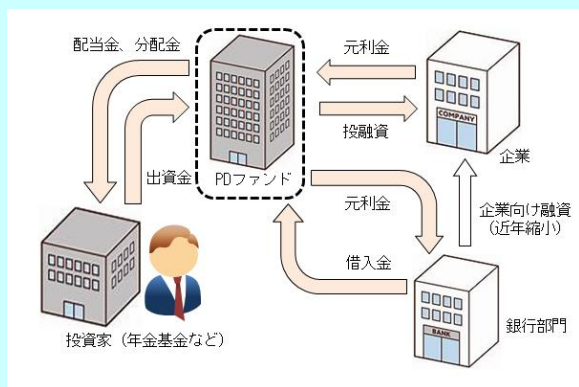 配当金、分配金
元利金
COMPANY
投融資
企業
出資金
PDファンド
元利金
企業向け融資
（近年縮小）
借入金
BANK
銀行部門
投資家（年金基金など）